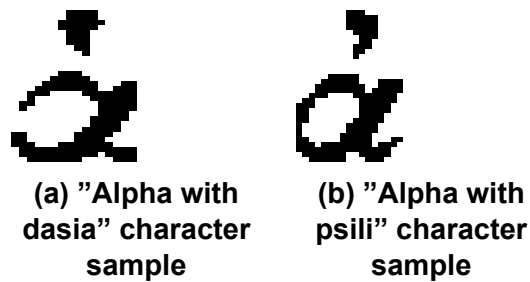 ἁ ἀ
(a) ”Alpha with
dasia” character
sample
(b) ”Alpha with
psili” character
sample